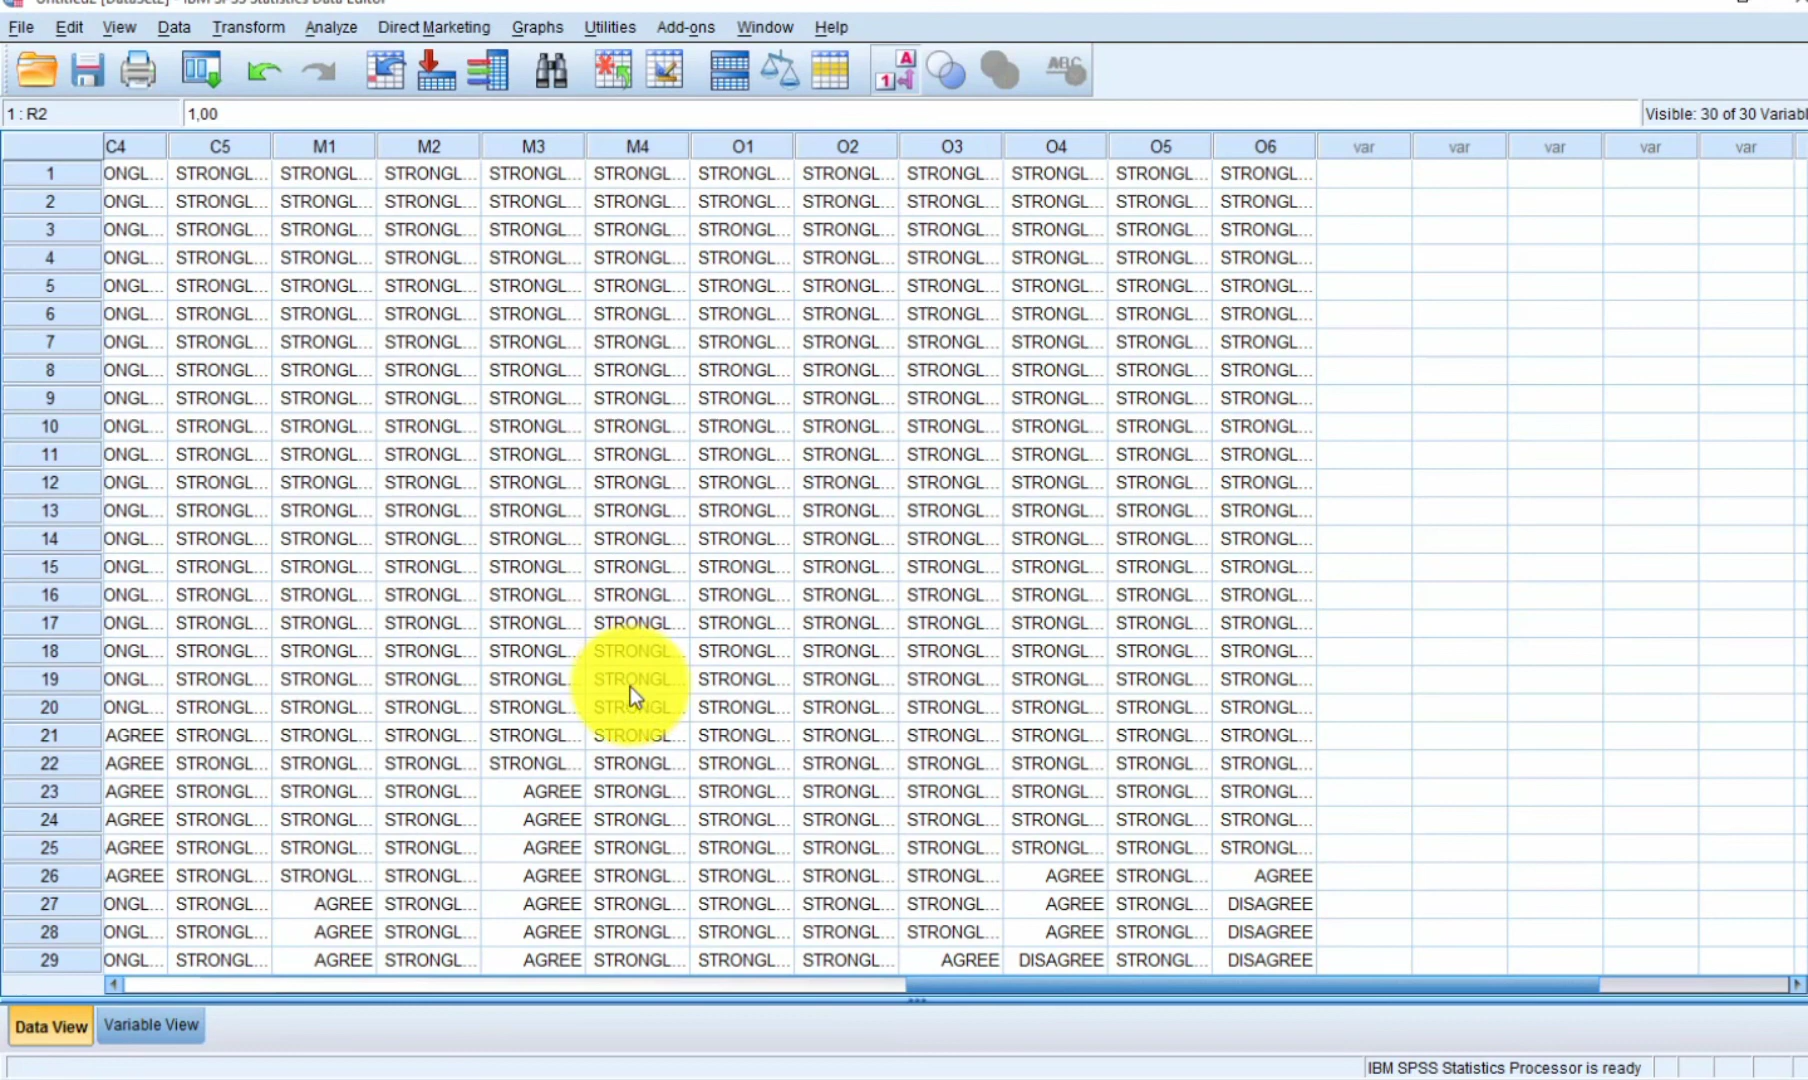 File Edit View Data Transform Analyze Direct Marketing Graphs Utilities Add-ons Window Help
1 : R2 1,00 Visible: 30 of 30 Variabl
C4 C5 M1 M2 M3 M4 O1 O2 O3 O4 O5 O6 var var var var var
1 ONGL... STRONGL... STRONGL... STRONGL... STRONGL... STRONGL... STRONGL... STRONGL... STRONGL... STRONGL... STRONGL... STRONGL...
2 ONGL... STRONGL... STRONGL... STRONGL... STRONGL... STRONGL... STRONGL... STRONGL... STRONGL... STRONGL... STRONGL... STRONGL...
3 ONGL... STRONGL... STRONGL... STRONGL... STRONGL... STRONGL... STRONGL... STRONGL... STRONGL... STRONGL... STRONGL... STRONGL...
4 ONGL... STRONGL... STRONGL... STRONGL... STRONGL... STRONGL... STRONGL... STRONGL... STRONGL... STRONGL... STRONGL... STRONGL...
5 ONGL... STRONGL... STRONGL... STRONGL... STRONGL... STRONGL... STRONGL... STRONGL... STRONGL... STRONGL... STRONGL... STRONGL...
6 ONGL... STRONGL... STRONGL... STRONGL... STRONGL... STRONGL... STRONGL... STRONGL... STRONGL... STRONGL... STRONGL... STRONGL...
7 ONGL... STRONGL... STRONGL... STRONGL... STRONGL... STRONGL... STRONGL... STRONGL... STRONGL... STRONGL... STRONGL... STRONGL...
8 ONGL... STRONGL... STRONGL... STRONGL... STRONGL... STRONGL... STRONGL... STRONGL... STRONGL... STRONGL... STRONGL... STRONGL...
9 ONGL... STRONGL... STRONGL... STRONGL... STRONGL... STRONGL... STRONGL... STRONGL... STRONGL... STRONGL... STRONGL... STRONGL...
10 ONGL... STRONGL... STRONGL... STRONGL... STRONGL... STRONGL... STRONGL... STRONGL... STRONGL... STRONGL... STRONGL... STRONGL...
11 ONGL... STRONGL... STRONGL... STRONGL... STRONGL... STRONGL... STRONGL... STRONGL... STRONGL... STRONGL... STRONGL... STRONGL...
12 ONGL... STRONGL... STRONGL... STRONGL... STRONGL... STRONGL... STRONGL... STRONGL... STRONGL... STRONGL... STRONGL... STRONGL...
13 ONGL... STRONGL... STRONGL... STRONGL... STRONGL... STRONGL... STRONGL... STRONGL... STRONGL... STRONGL... STRONGL... STRONGL...
14 ONGL... STRONGL... STRONGL... STRONGL... STRONGL... STRONGL... STRONGL... STRONGL... STRONGL... STRONGL... STRONGL... STRONGL...
15 ONGL... STRONGL... STRONGL... STRONGL... STRONGL... STRONGL... STRONGL... STRONGL... STRONGL... STRONGL... STRONGL... STRONGL...
16 ONGL... STRONGL... STRONGL... STRONGL... STRONGL... STRONGL... STRONGL... STRONGL... STRONGL... STRONGL... STRONGL... STRONGL...
17 ONGL... STRONGL... STRONGL... STRONGL... STRONGL... STRONGL... STRONGL... STRONGL... STRONGL... STRONGL... STRONGL... STRONGL...
18 ONGL... STRONGL... STRONGL... STRONGL... STRONGL... STRONGL... STRONGL... STRONGL... STRONGL... STRONGL... STRONGL... STRONGL...
19 ONGL... STRONGL... STRONGL... STRONGL... STRONGL... STRONGL... STRONGL... STRONGL... STRONGL... STRONGL... STRONGL... STRONGL...
20 ONGL... STRONGL... STRONGL... STRONGL... STRONGL... STRONGL... STRONGL... STRONGL... STRONGL... STRONGL... STRONGL... STRONGL...
21 AGREE STRONGL... STRONGL... STRONGL... STRONGL... STRONGL... STRONGL... STRONGL... STRONGL... STRONGL... STRONGL... STRONGL...
22 AGREE STRONGL... STRONGL... STRONGL... STRONGL... STRONGL... STRONGL... STRONGL... STRONGL... STRONGL... STRONGL... STRONGL...
23 AGREE STRONGL... STRONGL... STRONGL... AGREE STRONGL... STRONGL... STRONGL... STRONGL... STRONGL... STRONGL... STRONGL...
24 AGREE STRONGL... STRONGL... STRONGL... AGREE STRONGL... STRONGL... STRONGL... STRONGL... STRONGL... STRONGL... STRONGL...
25 AGREE STRONGL... STRONGL... STRONGL... AGREE STRONGL... STRONGL... STRONGL... STRONGL... STRONGL... STRONGL... STRONGL...
26 AGREE STRONGL... STRONGL... STRONGL... AGREE STRONGL... STRONGL... STRONGL... STRONGL... AGREE STRONGL... AGREE
27 ONGL... STRONGL... AGREE STRONGL... AGREE STRONGL... STRONGL... STRONGL... STRONGL... AGREE STRONGL... DISAGREE
28 ONGL... STRONGL... AGREE STRONGL... AGREE STRONGL... STRONGL... STRONGL... STRONGL... AGREE STRONGL... DISAGREE
29 ONGL... STRONGL... AGREE STRONGL... AGREE STRONGL... STRONGL... STRONGL... AGREE DISAGREE STRONGL... DISAGREE
Data View Variable View
IBM SPSS Statistics Processor is ready